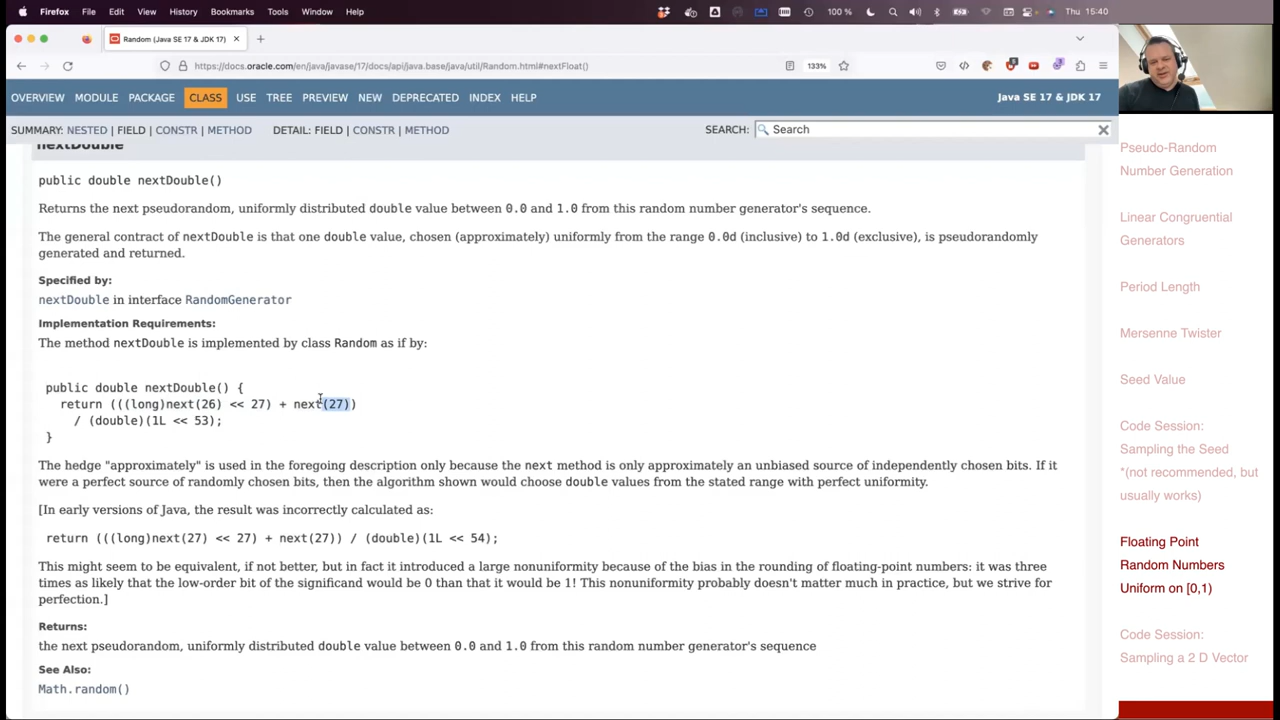 Firefox File Edit View History Bookmarks Tools Window Help 100 % Thu 15:40
Random (Java SE 17 & JDK 17)
https://docs.oracle.com/en/java/javase/17/docs/api/java.base/java/util/Random.html#nextFloat()
133%
OVERVIEW MODULE PACKAGE CLASS USE TREE PREVIEW NEW DEPRECATED INDEX HELP
Java SE 17 & JDK 17
SUMMARY: NESTED | FIELD | CONSTR | METHOD DETAIL: FIELD | CONSTR | METHOD
SEARCH: Search
nextDouble
public double nextDouble()
Returns the next pseudorandom, uniformly distributed double value between 0.0 and 1.0 from this random number generator's sequence.
The general contract of nextDouble is that one double value, chosen (approximately) uniformly from the range 0.0d (inclusive) to 1.0d (exclusive), is pseudorandomly
generated and returned.
Specified by:
nextDouble in interface RandomGenerator
Implementation Requirements:
The method nextDouble is implemented by class Random as if by:
public double nextDouble() {
return (((long)next(26) << 27) + next(27))
/ (double)(1L << 53);
}
The hedge "approximately" is used in the foregoing description only because the next method is only approximately an unbiased source of independently chosen bits. If it
were a perfect source of randomly chosen bits, then the algorithm shown would choose double values from the stated range with perfect uniformity.
[In early versions of Java, the result was incorrectly calculated as:
return (((long)next(27) << 27) + next(27)) / (double)(1L << 54);
This might seem to be equivalent, if not better, but in fact it introduced a large nonuniformity because of the bias in the rounding of floating-point numbers: it was three
times as likely that the low-order bit of the significand would be 0 than that it would be 1! This nonuniformity probably doesn't matter much in practice, but we strive for
perfection.]
Returns:
the next pseudorandom, uniformly distributed double value between 0.0 and 1.0 from this random number generator's sequence
See Also:
Math.random()
Pseudo-Random
Number Generation
Linear Congruential
Generators
Period Length
Mersenne Twister
Seed Value
Code Session:
Sampling the Seed
*(not recommended, but
usually works)
Floating Point
Random Numbers
Uniform on [0,1)
Code Session:
Sampling a 2 D Vector